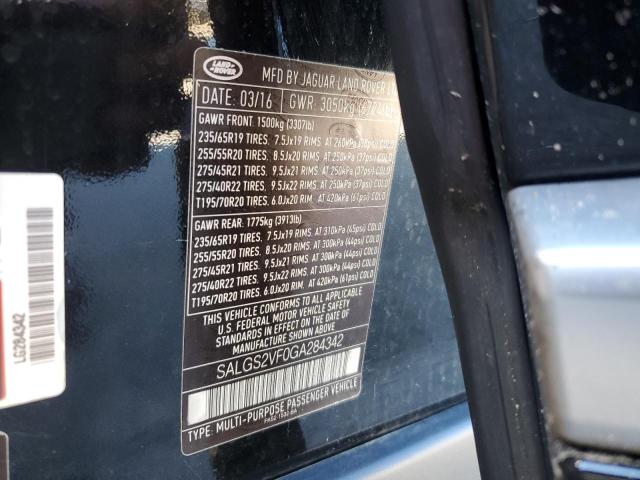 LAND ROVER
MFD BY JAGUAR LAND ROVER
DATE: 03/16 GWR: 3050kg
GAWR FRONT: 1500kg (3307lb)
235/65R19 TIRES, 7.5Jx19 RIMS AT 260kPa COLD
255/55R20 TIRES, 8.5Jx20 RIMS AT 250kPa (37psi) COLD
275/45R21 TIRES, 9.5Jx21 RIMS AT 250kPa (37psi) COLD
275/40R22 TIRES, 9.5Jx22 RIMS AT 250kPa (37psi) COLD
T195/70R20 TIRES, 6.0Jx20 RIM, AT 420kPa (61psi) COLD
GAWR REAR: 1775kg (3913lb)
235/65R19 TIRES, 7.5Jx19 RIMS, AT 310kPa (45psi) COLD
255/55R20 TIRES, 8.5Jx20 RIMS AT 300kPa (44psi) COLD
275/45R21 TIRES, 9.5Jx21 RIMS AT 300kPa (44psi) COLD
275/40R22 TIRES, 9.5Jx22 RIMS AT 300kPa (44psi) COLD
T195/70R20 TIRES, 6.0Jx20 RIM, AT 420kPa (61psi) COLD
THIS VEHICLE CONFORMS TO ALL APPLICABLE
U.S. FEDERAL MOTOR VEHICLE SAFETY
STANDARDS IN EFFECT ON THE DATE OF
MANUFACTURE SHOWN ABOVE
SALGS2VF0GA284342
TYPE: MULTI-PURPOSE PASSENGER VEHICLE
LG284342